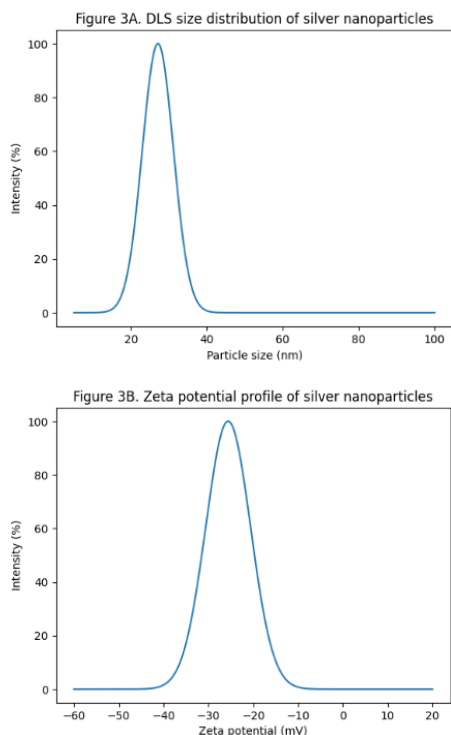 Figure 3A. DLS size distribution of silver nanoparticles
100
80
60
40
20
0
Intensity (%)
20 40 60 80 100
Particle size (nm)
Figure 3B. Zeta potential profile of silver nanoparticles
100
80
60
40
20
0
Intensity (%)
−60 −50 −40 −30 −20 −10 0 10 20
Zeta potential (mV)